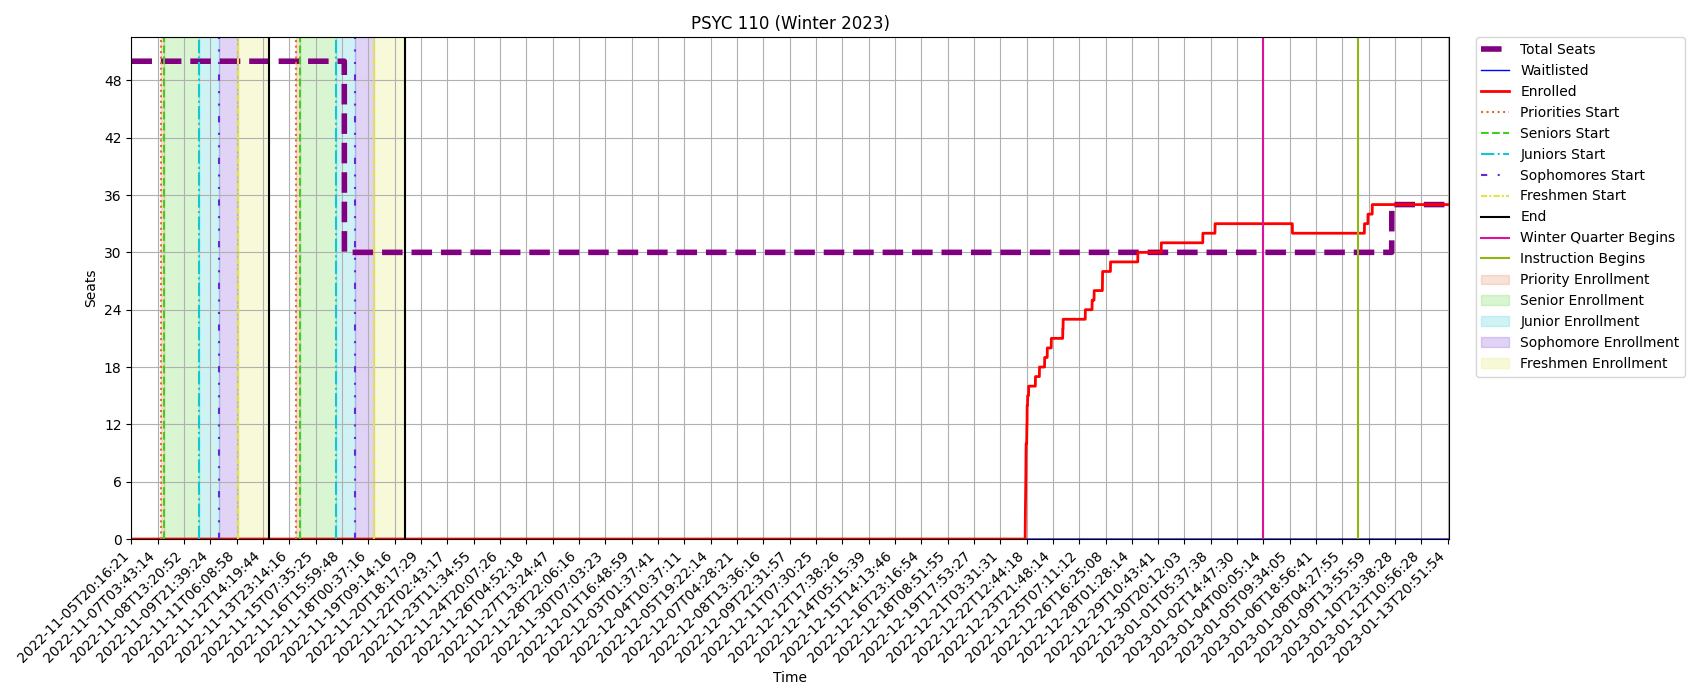 PSYC 110 (Winter 2023)
Seats
48
42
36
30
24
18
12
6
0
2022-11-05T20:16:21
2022-11-07T03:43:14
2022-11-08T13:20:52
2022-11-09T21:39:24
2022-11-11T06:08:58
2022-11-12T14:19:44
2022-11-13T23:14:16
2022-11-15T07:35:25
2022-11-16T15:59:48
2022-11-18T00:37:16
2022-11-19T09:14:16
2022-11-20T18:17:29
2022-11-22T02:43:17
2022-11-23T11:34:55
2022-11-24T20:07:26
2022-11-26T04:52:18
2022-11-27T13:24:47
2022-11-28T22:06:16
2022-11-30T07:03:23
2022-12-01T16:48:59
2022-12-03T01:37:41
2022-12-04T10:37:11
2022-12-05T19:22:14
2022-12-07T04:28:21
2022-12-08T13:36:16
2022-12-09T22:31:57
2022-12-11T07:30:25
2022-12-12T17:38:26
2022-12-14T05:15:39
2022-12-15T14:13:46
2022-12-16T23:16:54
2022-12-18T08:51:55
2022-12-19T17:53:27
2022-12-21T03:31:31
2022-12-22T12:44:18
2022-12-23T21:48:14
2022-12-25T07:11:12
2022-12-26T16:25:08
2022-12-28T01:28:14
2022-12-29T10:43:41
2022-12-30T20:12:03
2023-01-01T05:37:38
2023-01-02T14:47:30
2023-01-04T00:05:14
2023-01-05T09:34:05
2023-01-06T18:56:41
2023-01-08T04:27:55
2023-01-09T13:55:59
2023-01-10T23:38:28
2023-01-12T10:56:28
2023-01-13T20:51:54
Time
Total Seats
Waitlisted
Enrolled
Priorities Start
Seniors Start
Juniors Start
Sophomores Start
Freshmen Start
End
Winter Quarter Begins
Instruction Begins
Priority Enrollment
Senior Enrollment
Junior Enrollment
Sophomore Enrollment
Freshmen Enrollment